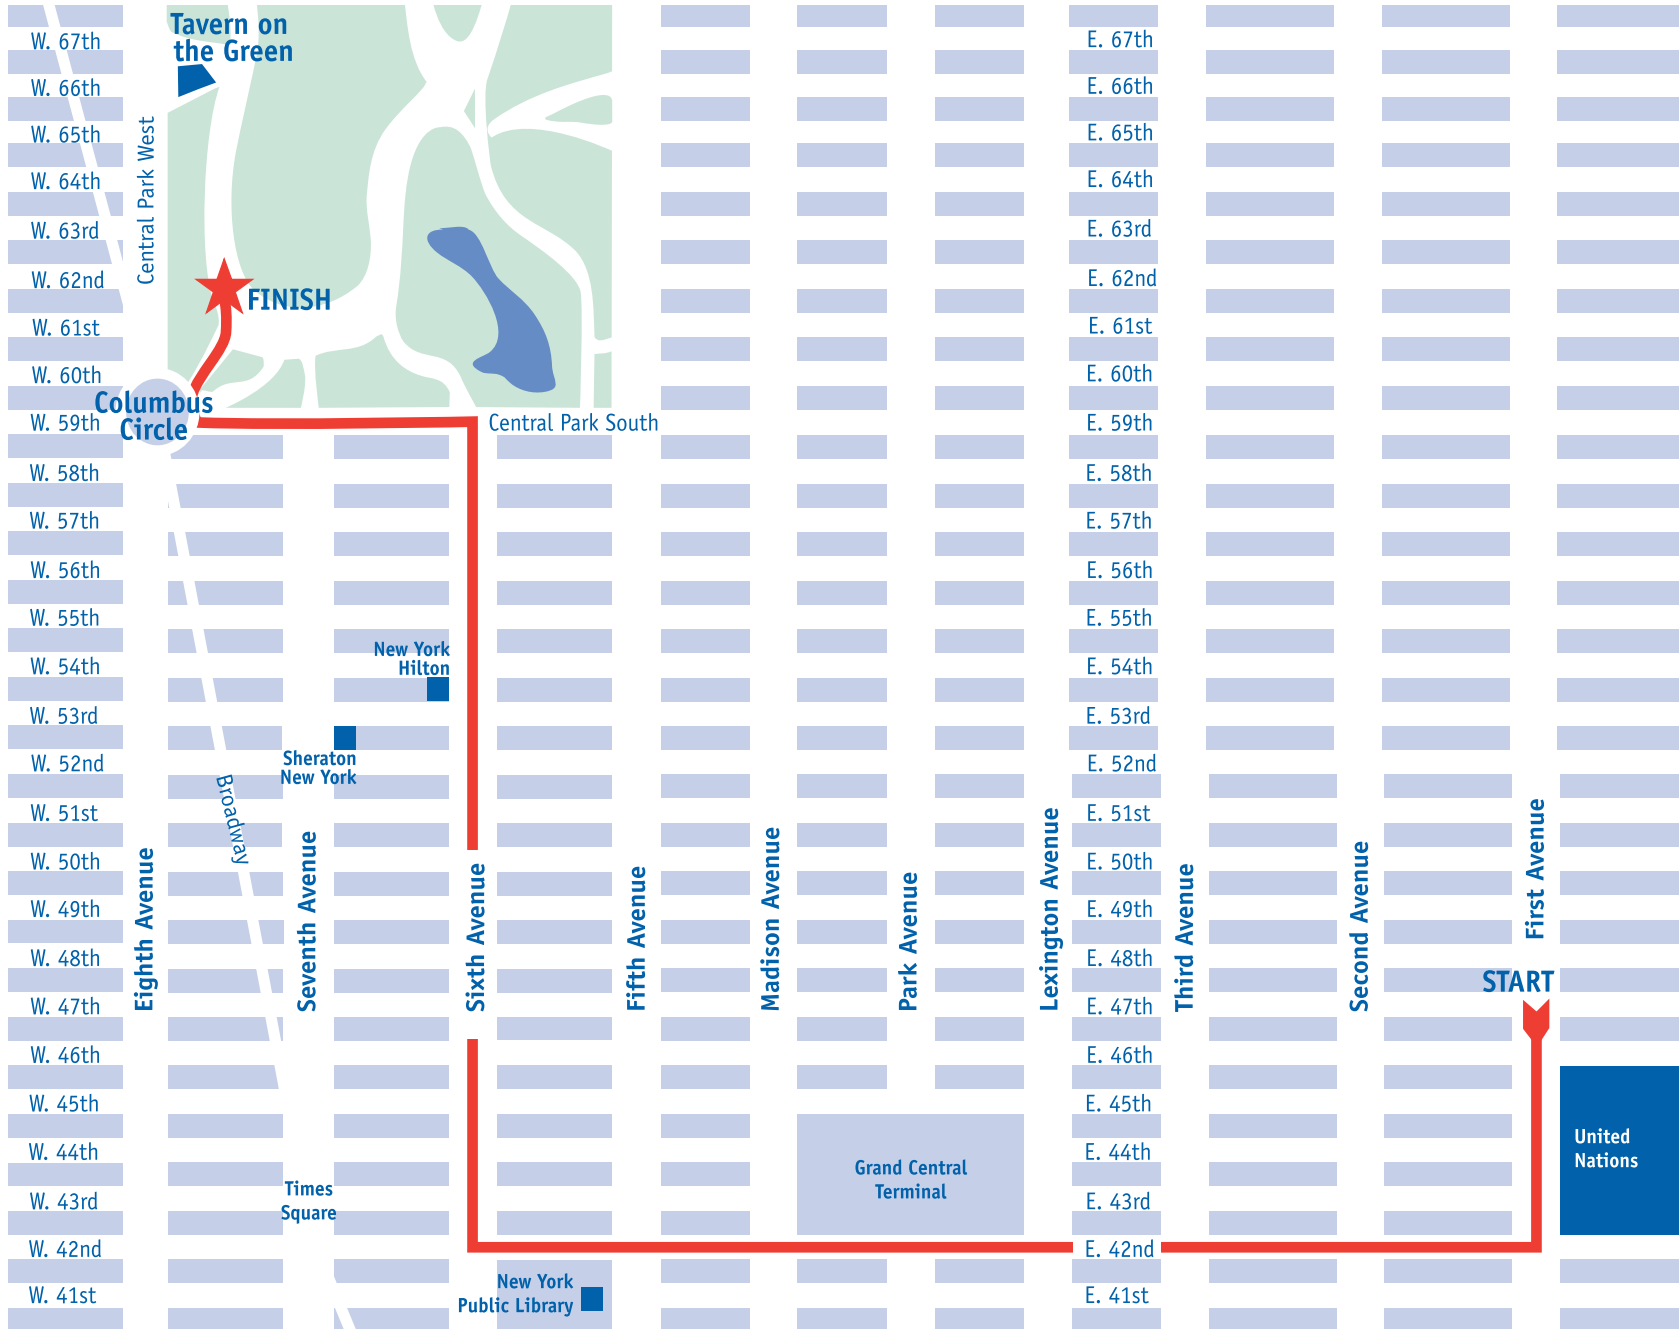 Tavern on
the Green
W. 67th
E. 67th
W. 66th
E. 66th
W. 65th
E. 65th
W. 64th
E. 64th
Central Park West
W. 63rd
E. 63rd
W. 62nd
E. 62nd
FINISH
W. 61st
E. 61st
W. 60th
E. 60th
Columbus
Circle
W. 59th
Central Park South
E. 59th
W. 58th
E. 58th
W. 57th
E. 57th
W. 56th
E. 56th
W. 55th
E. 55th
New York
Hilton
W. 54th
E. 54th
W. 53rd
E. 53rd
Sheraton
New York
W. 52nd
E. 52nd
W. 51st
E. 51st
Broadway
W. 50th
E. 50th
Eighth Avenue
Seventh Avenue
Sixth Avenue
Fifth Avenue
Madison Avenue
Park Avenue
Lexington Avenue
Third Avenue
Second Avenue
First Avenue
W. 49th
E. 49th
W. 48th
E. 48th
START
W. 47th
E. 47th
W. 46th
E. 46th
W. 45th
E. 45th
United
Nations
W. 44th
E. 44th
Grand Central
Terminal
Times
Square
W. 43rd
E. 43rd
W. 42nd
E. 42nd
New York
Public Library
W. 41st
E. 41st